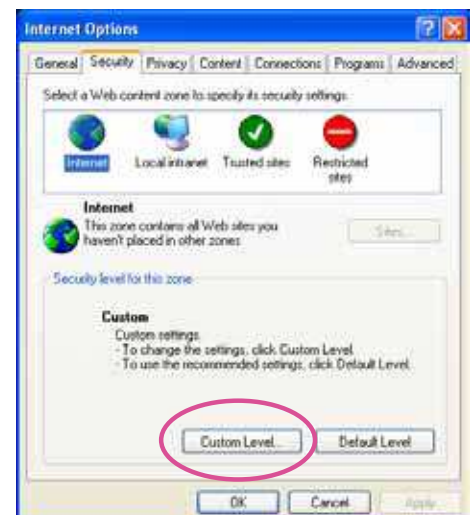 Internet Options
General Security Privacy Content Connections Programs Advanced
Select a Web content zone to specify its security settings.
Internet Local intranet Trusted sites Restricted sites
Internet
This zone contains all Web sites you
haven't placed in other zones
Sites...
Security level for this zone
Custom
Custom settings.
- To change the settings, click Custom Level.
- To use the recommended settings, click Default Level.
Custom Level... Default Level
OK Cancel Apply